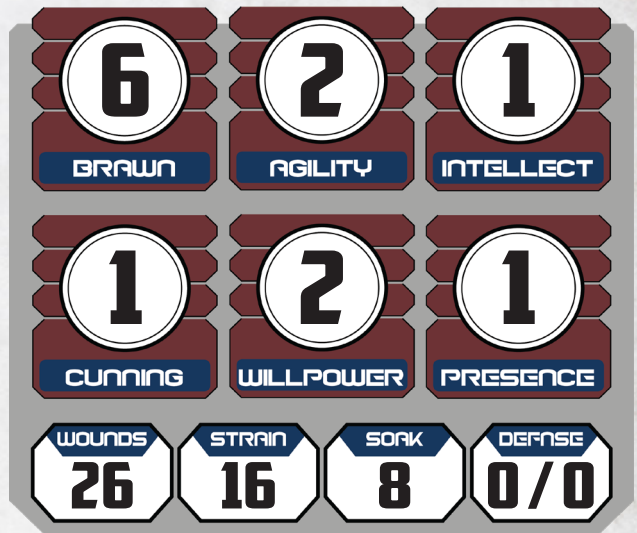 6 2 1
BRAWN AGILITY INTELLECT
1 2 1
CUNNING WILLPOWER PRESENCE
WOUNDS STRAIN SOAK DEFNSE
26 16 8 0/0